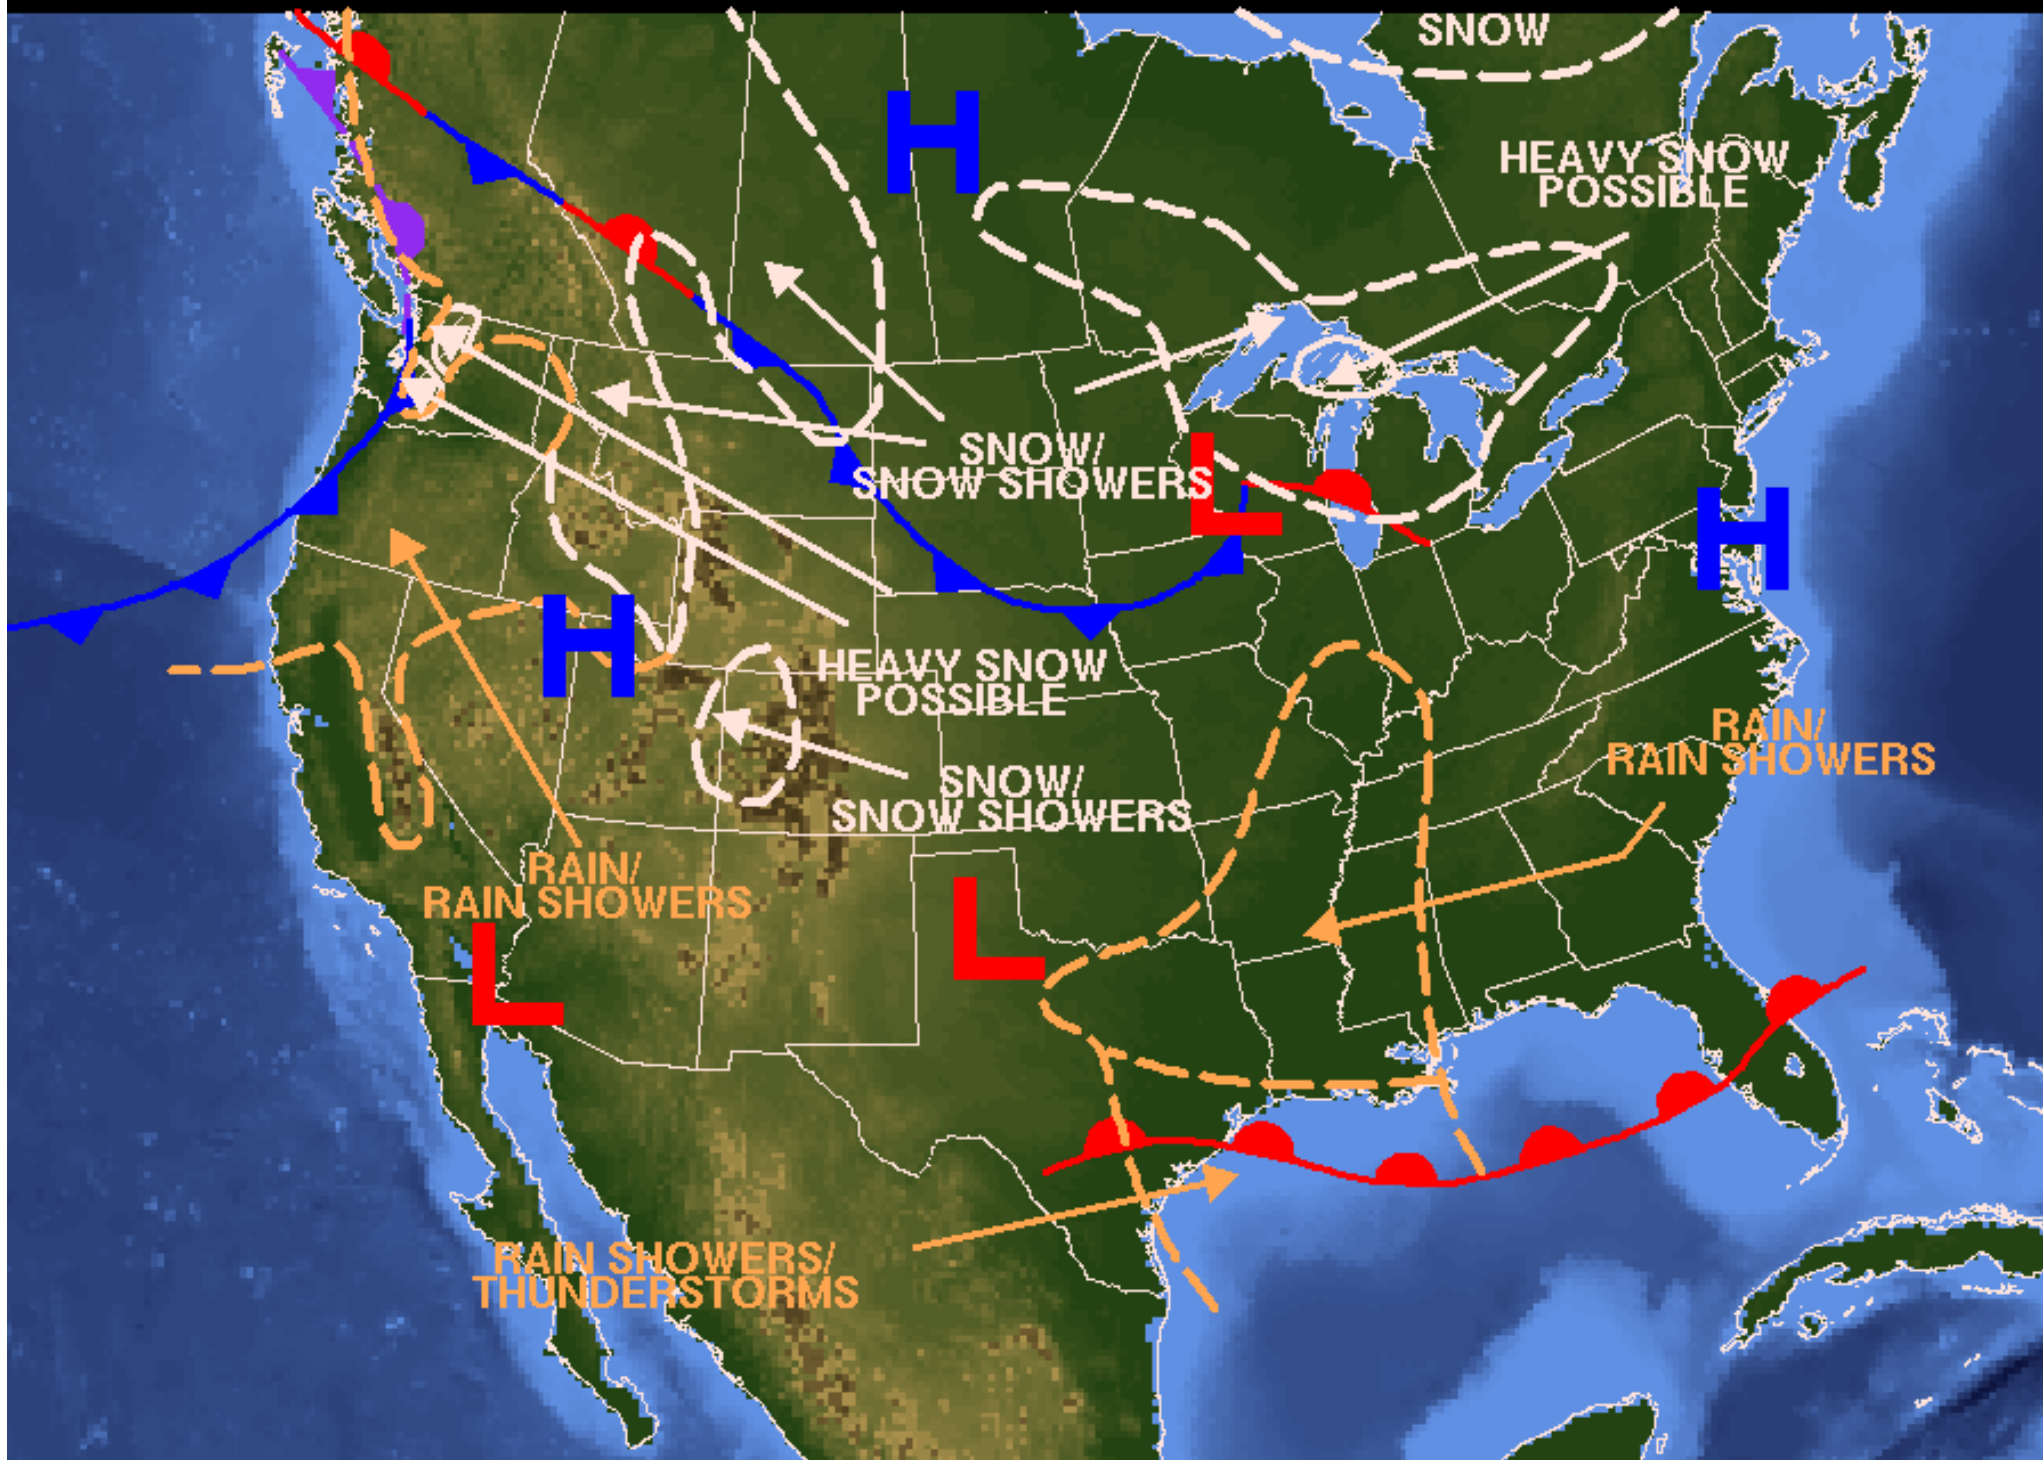 SNOW
H
HEAVY SNOW
POSSIBLE
SNOW/
SNOW SHOWERS
L
H
H
HEAVY SNOW
POSSIBLE
RAIN/
RAIN SHOWERS
SNOW/
SNOW SHOWERS
RAIN/
RAIN SHOWERS
L
L
RAIN SHOWERS/
THUNDERSTORMS